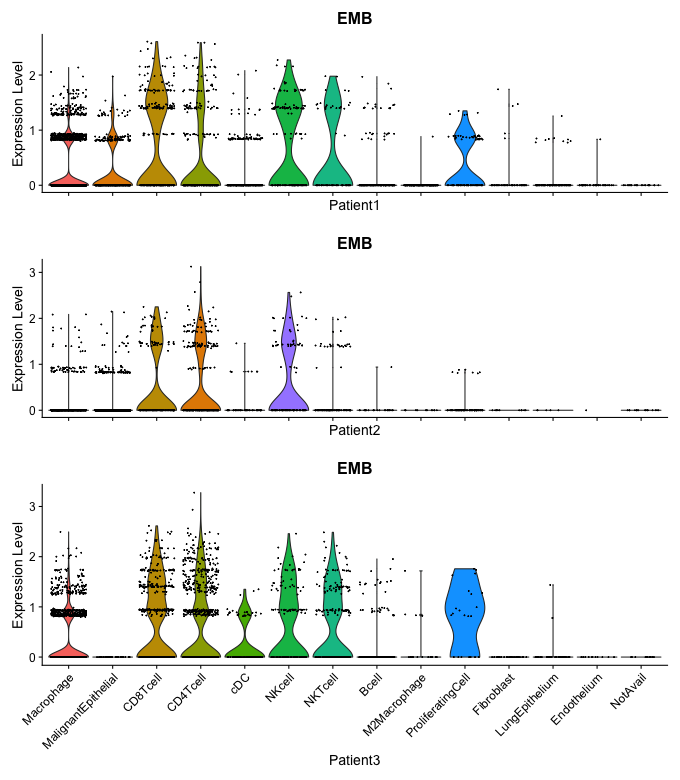 EMB
Expression Level
2
1
0
Patient1
EMB
Expression Level
3
2
1
0
Patient2
EMB
Expression Level
3
2
1
0
Macrophage
MalignantEpithelial
CD8Tcell
CD4Tcell
cDC
NKcell
NKTcell
Bcell
M2Macrophage
ProliferatingCell
Fibroblast
LungEpithelium
Endothelium
NotAvail
Patient3